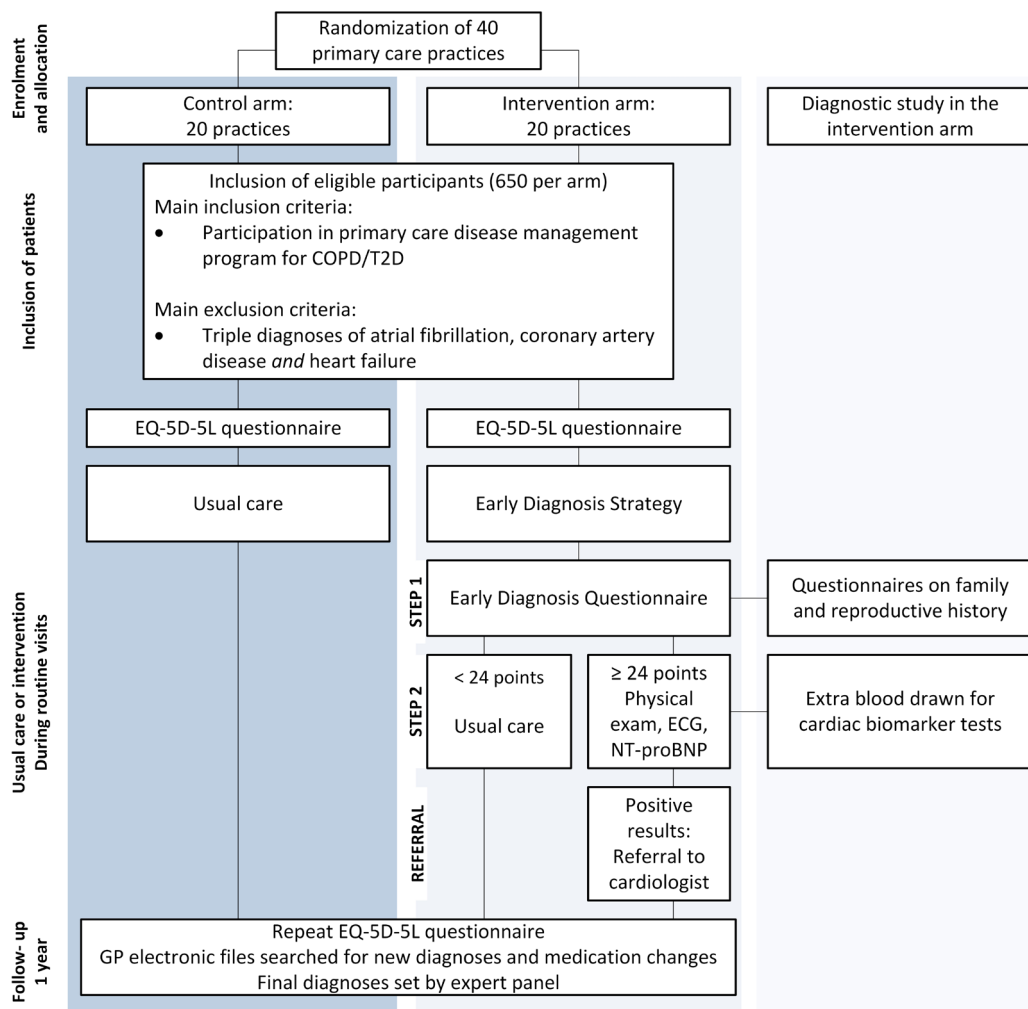 Enrolment
and allocation
Randomization of 40
primary care practices
Control arm:
20 practices
Intervention arm:
20 practices
Diagnostic study in the
intervention arm
Inclusion of patients
Inclusion of eligible participants (650 per arm)
Main inclusion criteria:
• Participation in primary care disease management
program for COPD/T2D
Main exclusion criteria:
• Triple diagnoses of atrial fibrillation, coronary artery
disease and heart failure
EQ-5D-5L questionnaire
EQ-5D-5L questionnaire
Usual care
Early Diagnosis Strategy
Usual care or intervention
During routine visits
STEP 1
Early Diagnosis Questionnaire
Questionnaires on family
and reproductive history
STEP 2
< 24 points
Usual care
≥ 24 points
Physical
exam, ECG,
NT-proBNP
Extra blood drawn for
cardiac biomarker tests
REFERRAL
Positive
results:
Referral to
cardiologist
Follow- up
1 year
Repeat EQ-5D-5L questionnaire
GP electronic files searched for new diagnoses and medication changes
Final diagnoses set by expert panel